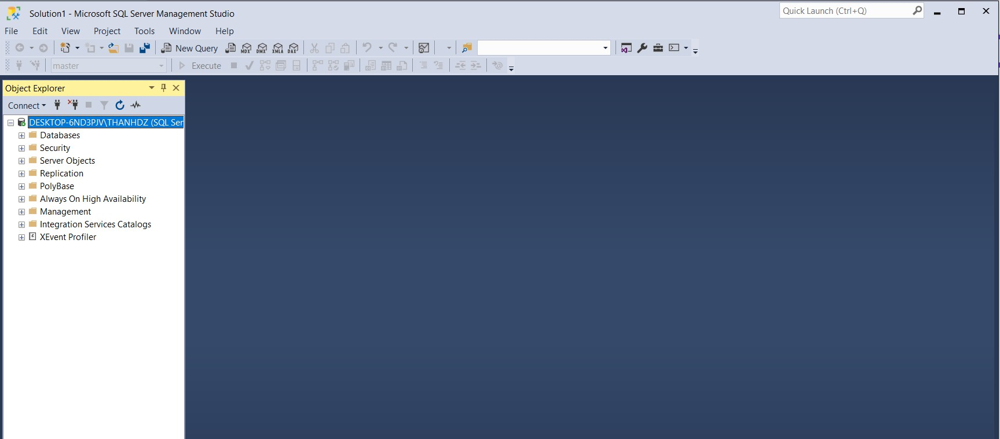 Solution1 - Microsoft SQL Server Management Studio
Quick Launch (Ctrl+Q)
File Edit View Project Tools Window Help
New Query MDX DMX XMLA DAX
master Execute
Object Explorer
Connect
DESKTOP-6ND3PJV\THANHDZ (SQL Ser
Databases
Security
Server Objects
Replication
PolyBase
Always On High Availability
Management
Integration Services Catalogs
XEvent Profiler